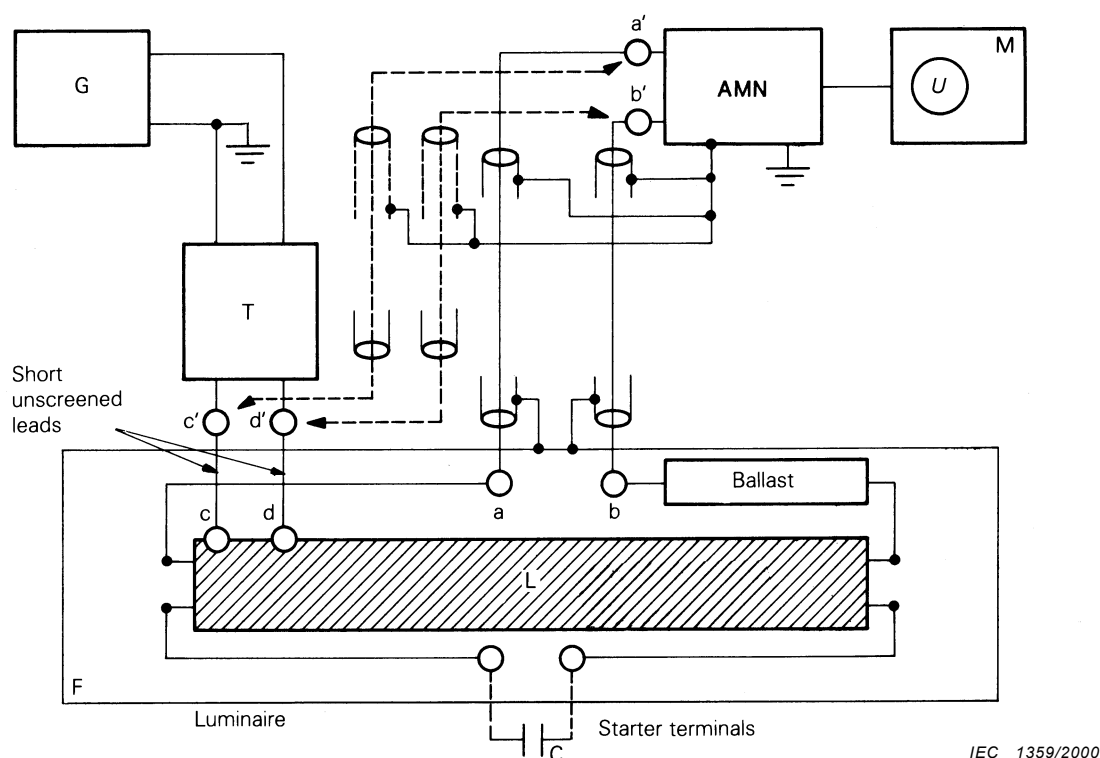 G
a'
AMN
M
U
b'
T
Short
unscreened
leads
c'
d'
a
b
Ballast
c
d
L
F
Luminaire
Starter terminals
C
IEC 1359/2000